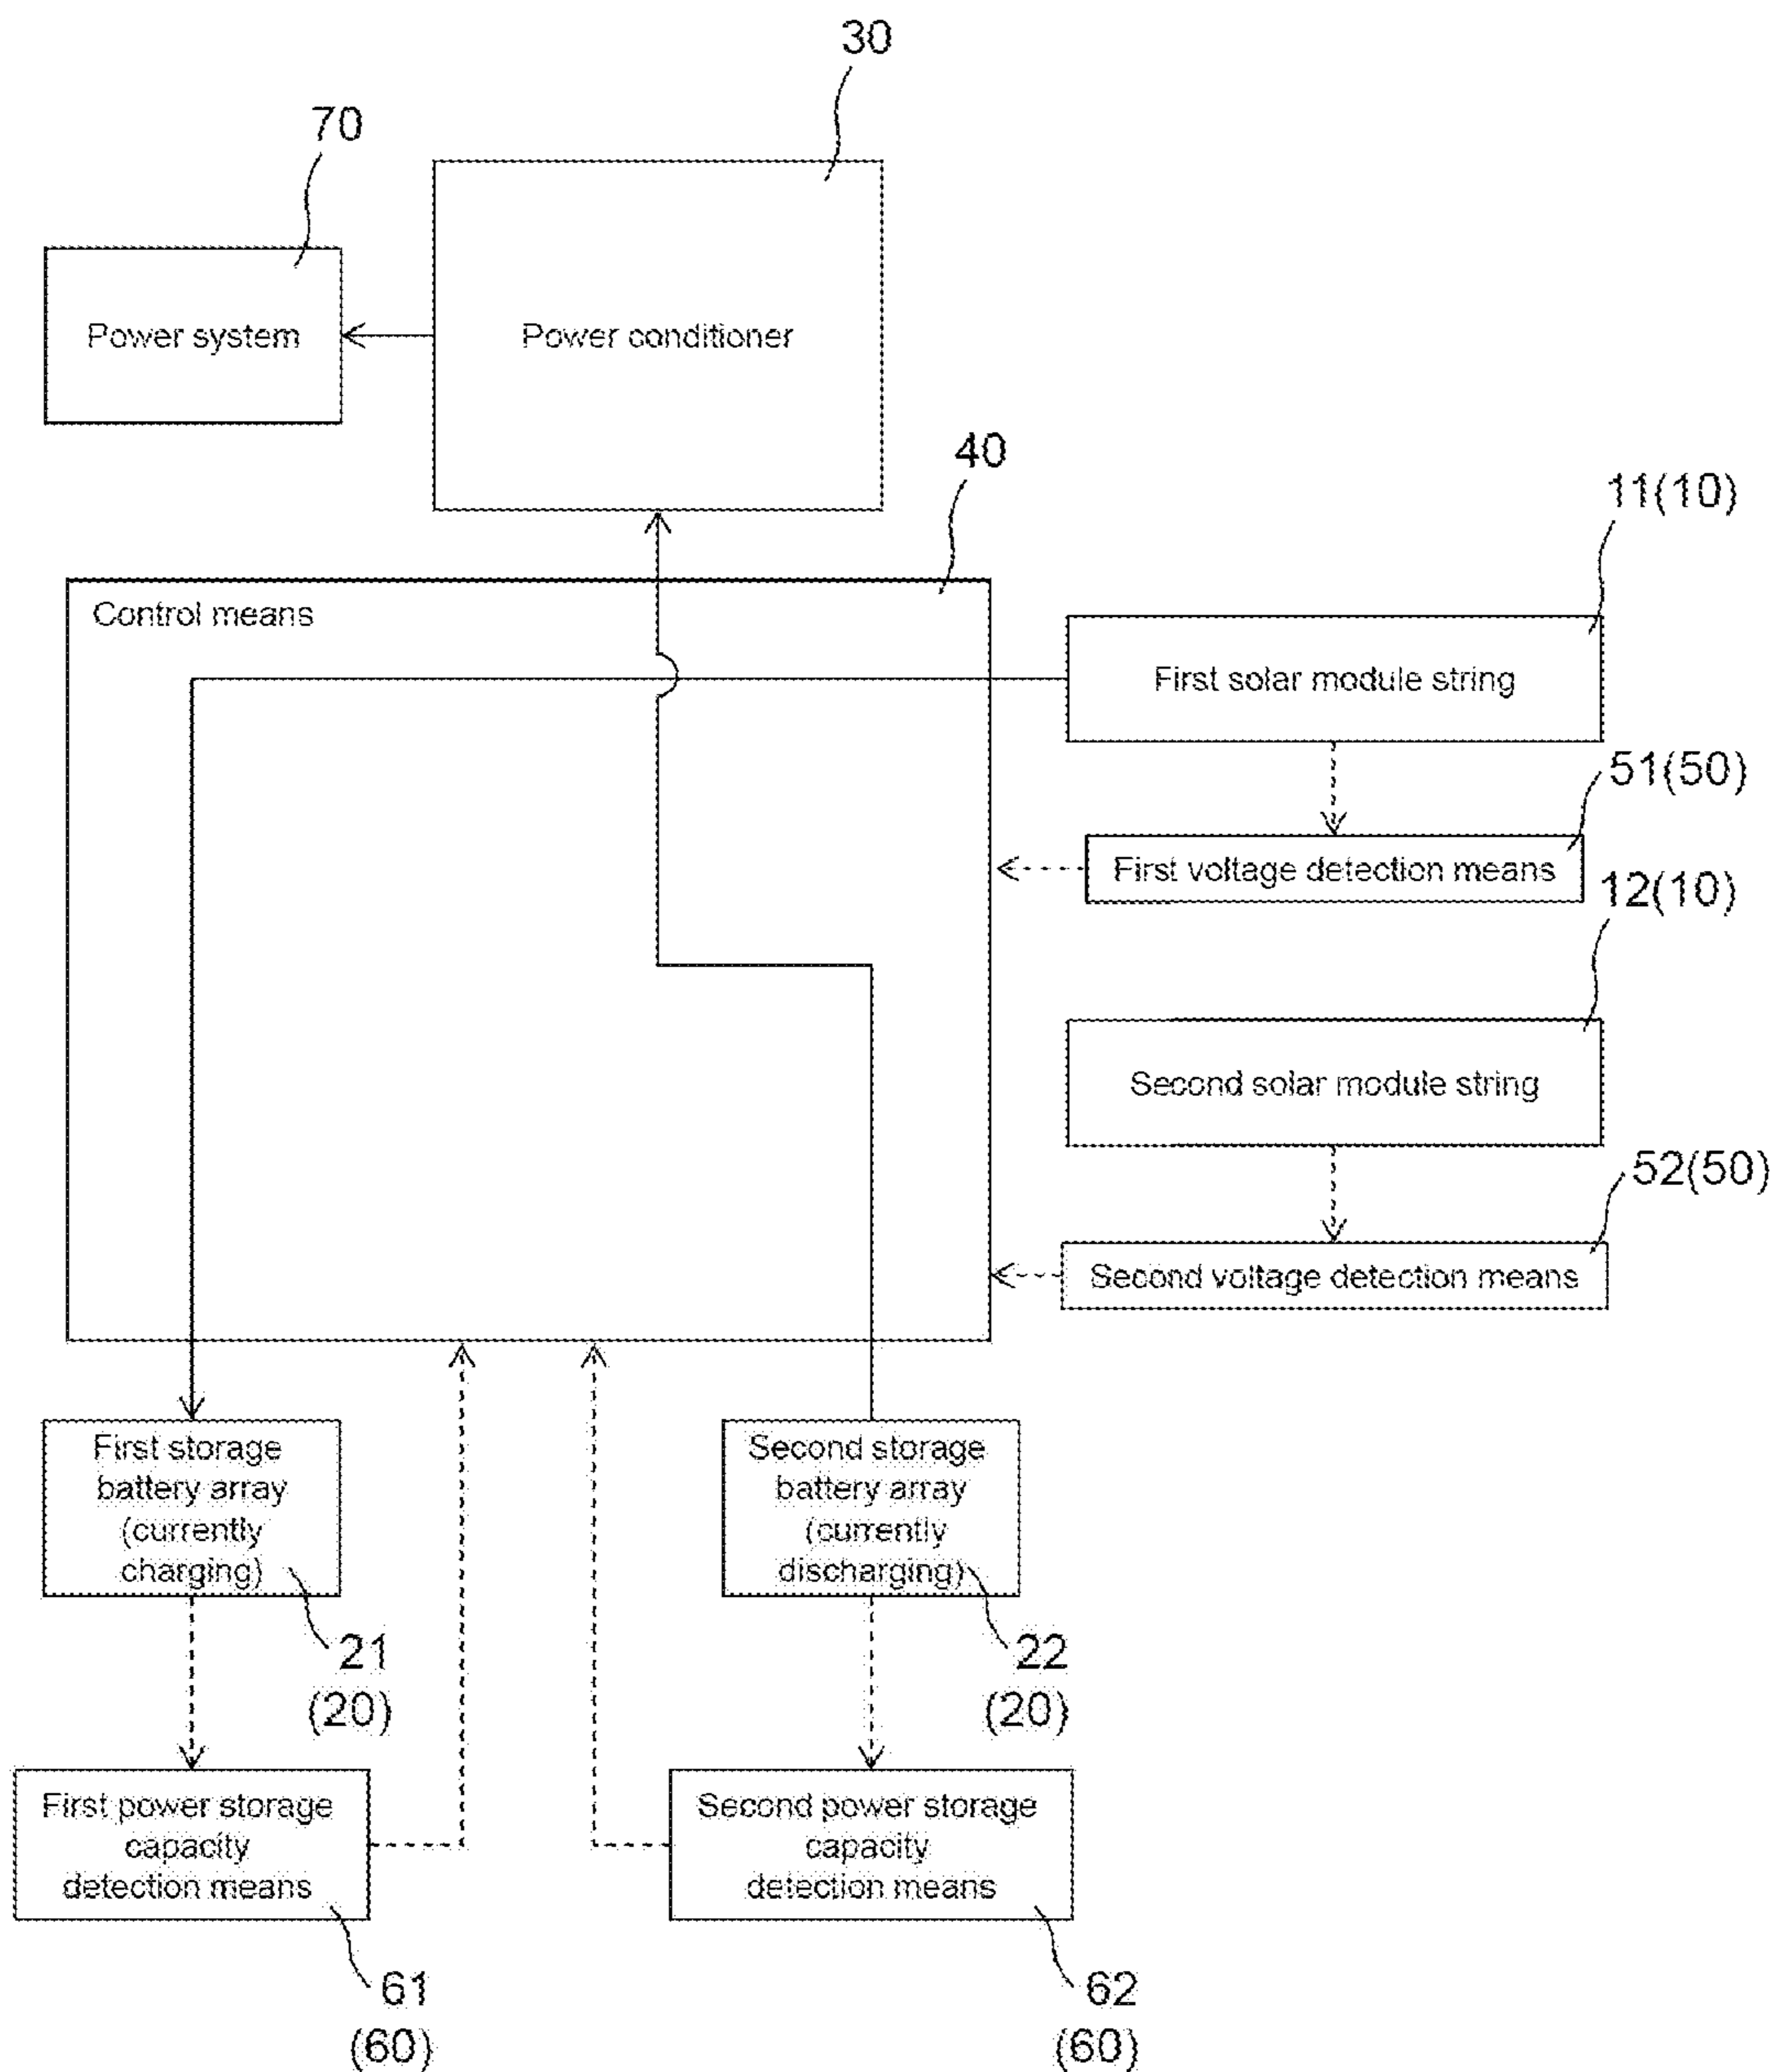 30
70
Power system
Power conditioner
40
11(10)
Control means
First solar module string
51(50)
First voltage detection means
12(10)
Second solar module string
52(50)
Second voltage detection means
First storage
battery array
(currently
charging)
Second storage
battery array
(currently
discharging)
21
(20)
22
(20)
First power storage
capacity
detection means
Second power storage
capacity
detection means
61
(60)
62
(60)